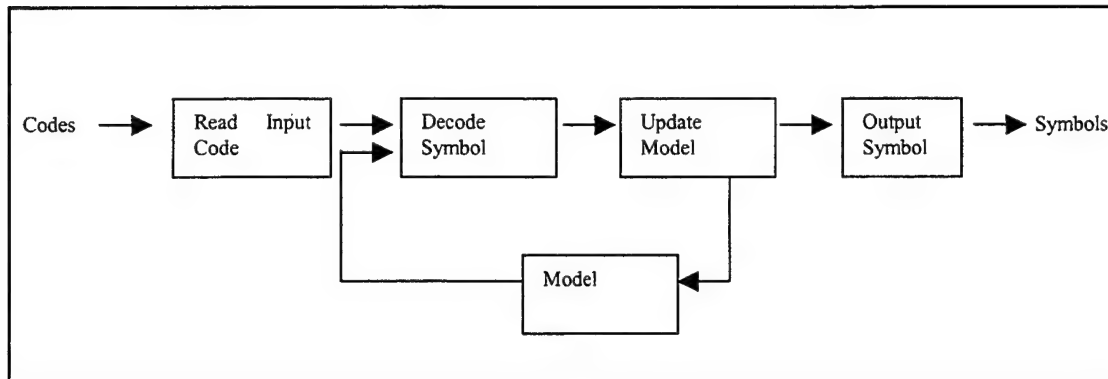 Codes
Read Input
Code
Decode
Symbol
Update
Model
Output
Symbol
Symbols
Model